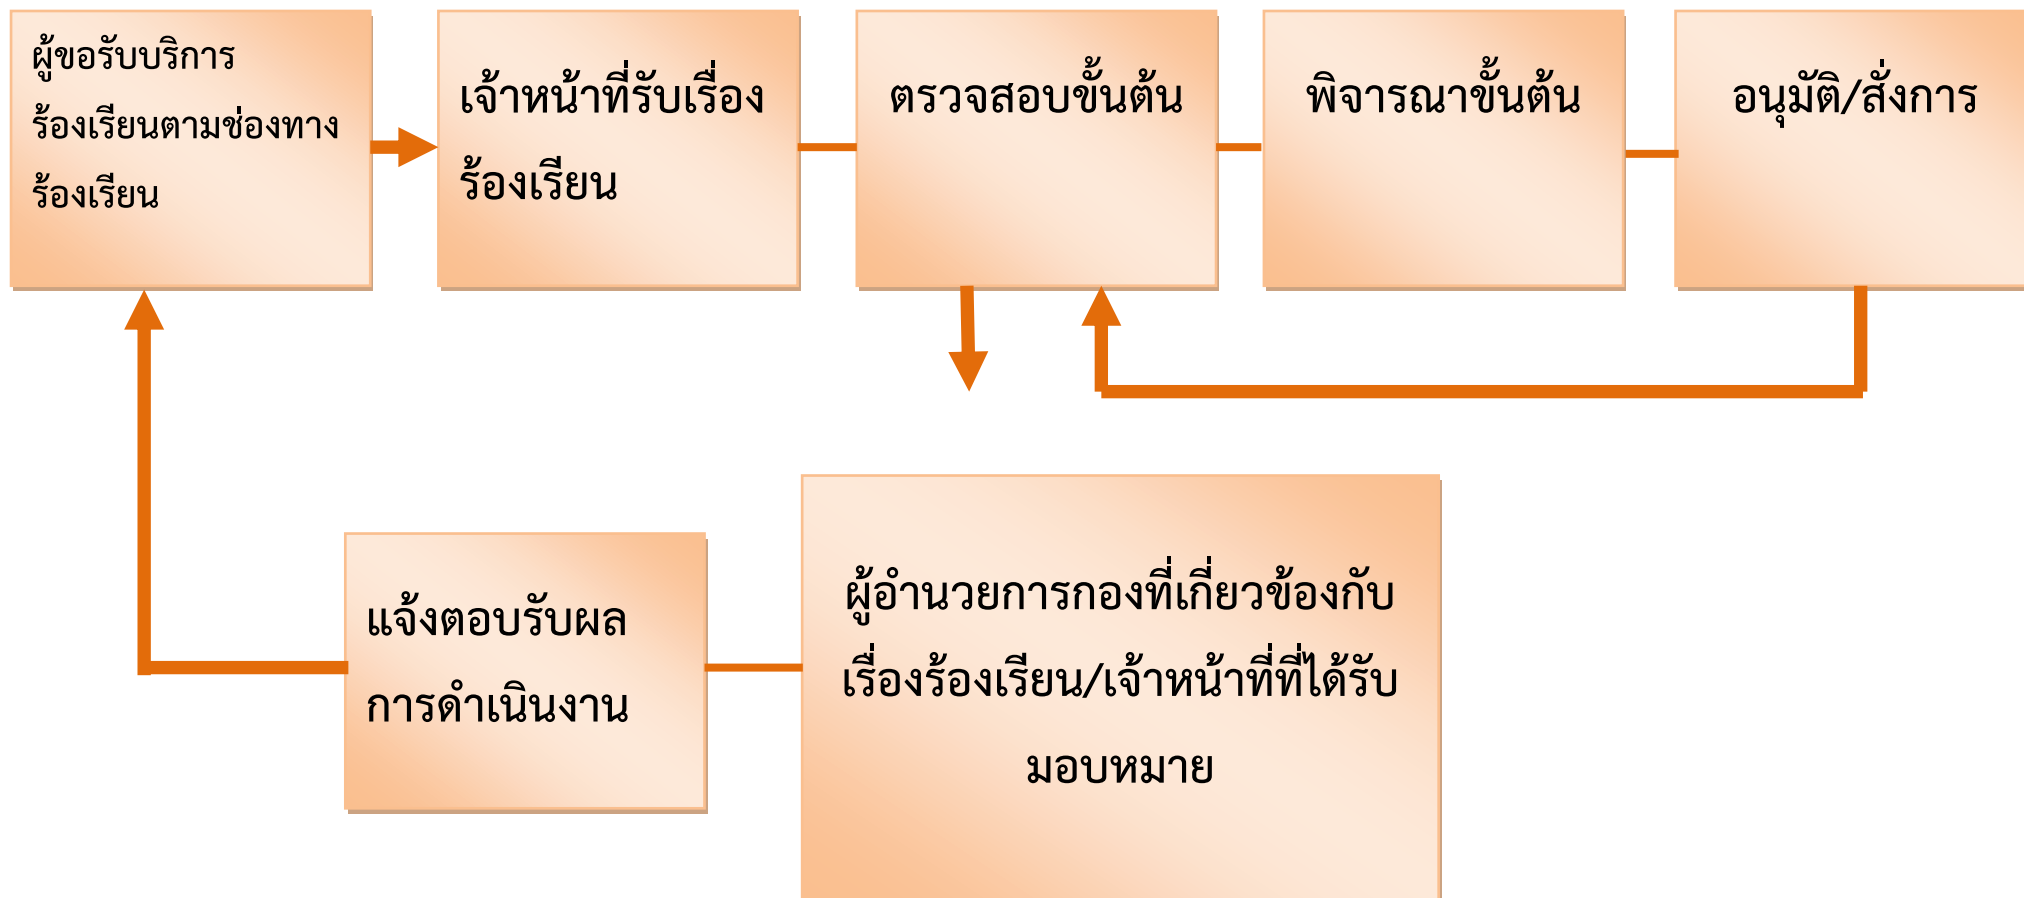 ผู้ขอรับบริการ
ร้องเรียนตามช่องทาง
ร้องเรียน
เจ้าหน้าที่รับเรื่อง
ร้องเรียน
ตรวจสอบขั้นต้น
พิจารณาขั้นต้น
อนุมัติ/สั่งการ
แจ้งตอบรับผล
การดำเนินงาน
ผู้อำนวยการกองที่เกี่ยวข้องกับ
เรื่องร้องเรียน/เจ้าหน้าที่ที่ได้รับ
มอบหมาย